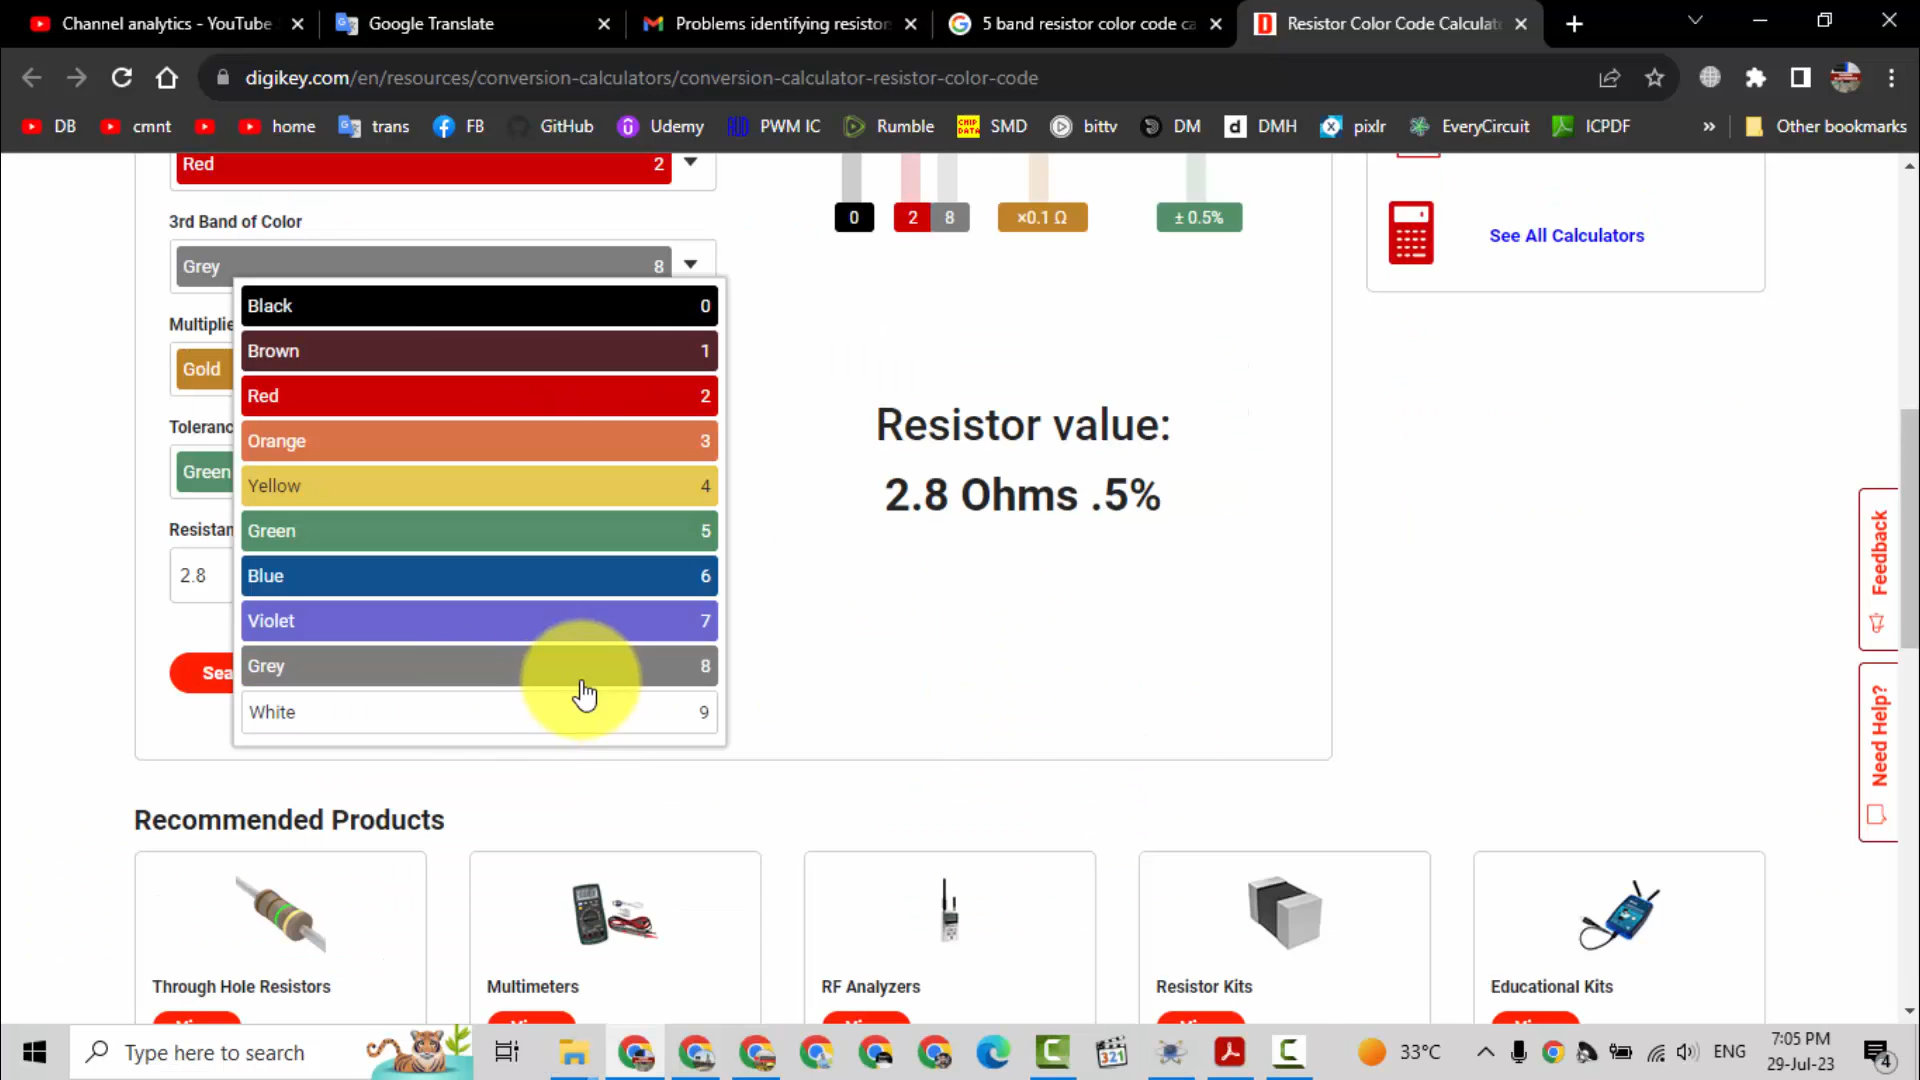 Channel analytics - YouTube
Google Translate
Problems identifying resistor
5 band resistor color code ca
Resistor Color Code Calculat
digikey.com/en/resources/conversion-calculators/conversion-calculator-resistor-color-code
DB
cmnt
home
trans
FB
GitHub
Udemy
PWM IC
Rumble
CHIP DATA
SMD
bittv
DM
DMH
pixlr
EveryCircuit
ICPDF
»
Other bookmarks
Red 2
3rd Band of Color
Grey 8
0 2 8 ×0.1 Ω ± 0.5%
See All Calculators
Black 0
Multiplie
Brown 1
Gold
Red 2
Toleranc
Orange 3
Green
Yellow 4
Resistan
Green 5
2.8
Blue 6
Violet 7
Sea
Grey 8
White 9
Resistor value:
2.8 Ohms .5%
Feedback
Need Help?
Recommended Products
Through Hole Resistors
Multimeters
RF Analyzers
Resistor Kits
Educational Kits
Type here to search
321
33°C
ENG
7:05 PM
29-Jul-23
4